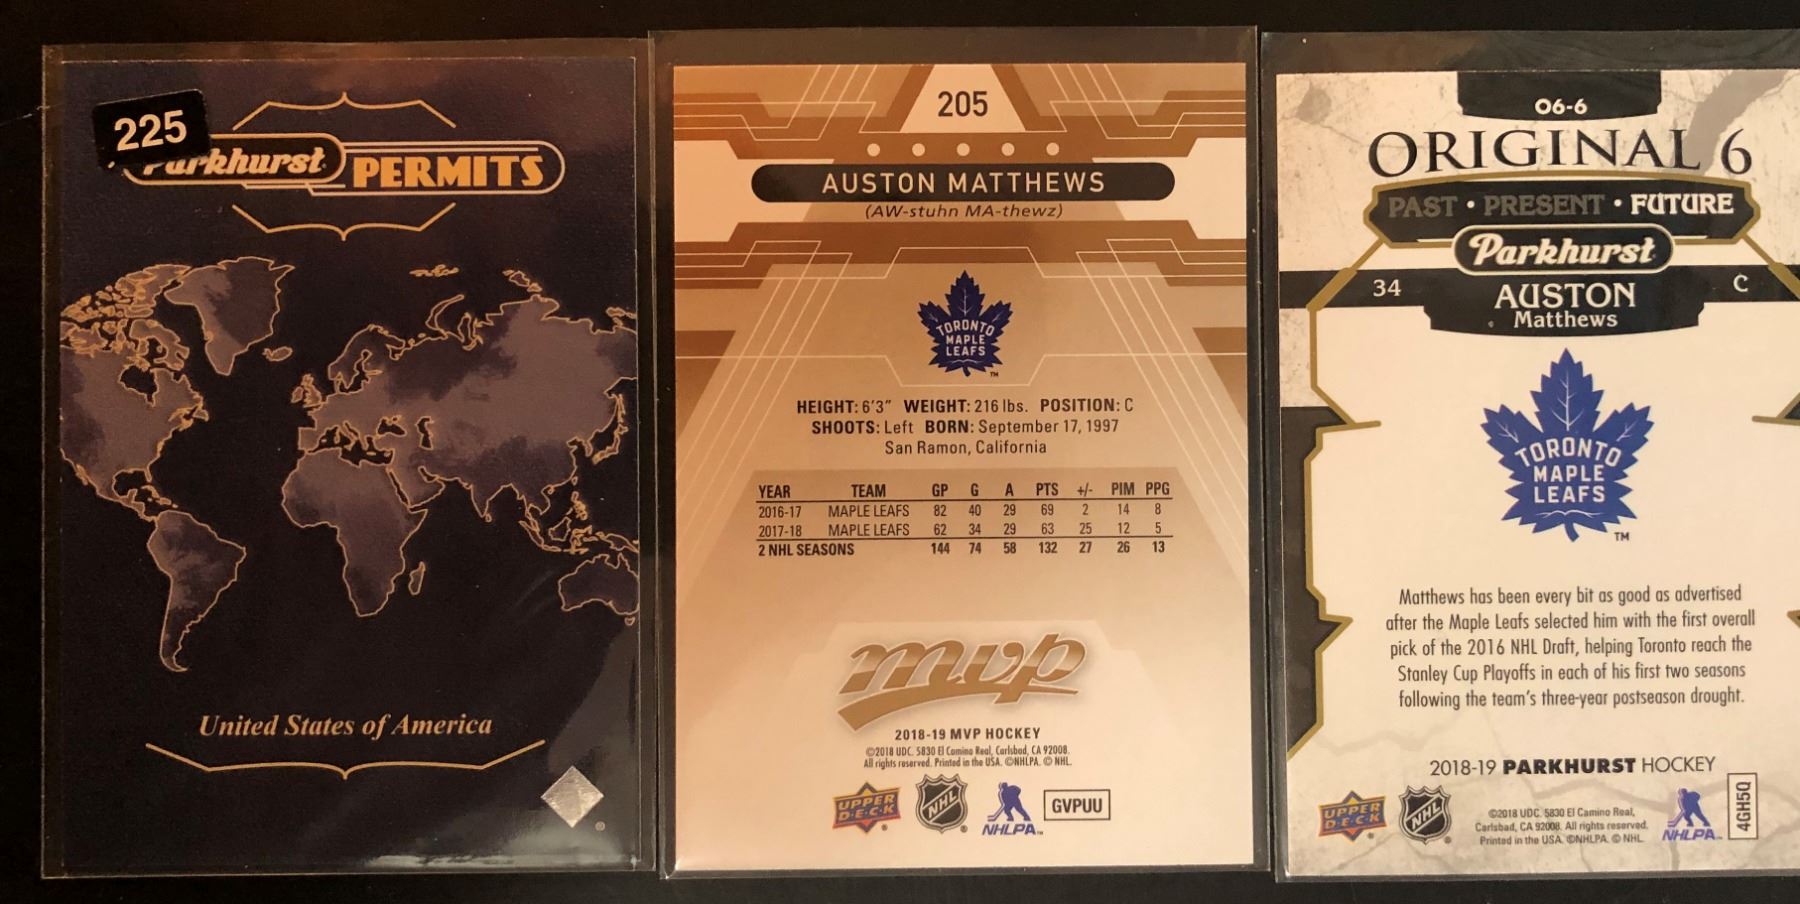 225
Parkhurst PERMITS
United States of America
205
AUSTON MATTHEWS
(AW-stuhn MA-thewz)
TORONTO
MAPLE
LEAFS
TM
HEIGHT: 6'3" WEIGHT: 216 lbs. POSITION: C
SHOOTS: Left BORN: September 17, 1997
San Ramon, California
YEAR TEAM GP G A PTS +/- PIM PPG
2016-17 MAPLE LEAFS 82 40 29 69 2 14 8
2017-18 MAPLE LEAFS 62 34 29 63 25 12 5
2 NHL SEASONS 144 74 58 132 27 26 13
mvp
2018-19 MVP HOCKEY
©2018 UDC. 5830 El Camino Real, Carlsbad, CA 92008.
All rights reserved. Printed in the USA. ©NHLPA. © NHL.
UPPER
D·E·C·K
NHL
NHLPA
GVPUU
O6-6
ORIGINAL 6
PAST • PRESENT • FUTURE
Parkhurst
34 AUSTON C
Matthews
TORONTO
MAPLE
LEAFS
TM
Matthews has been every bit as good as advertised
after the Maple Leafs selected him with the first overall
pick of the 2016 NHL Draft, helping Toronto reach the
Stanley Cup Playoffs in each of his first two seasons
following the team's three-year postseason drought.
2018-19 PARKHURST HOCKEY
UPPER
D·E·C·K
NHL
©2018 UDC. 5830 El Camino Real,
Carlsbad, CA 92008. All rights reserved.
Printed in the USA. ©NHLPA. © NHL.
NHLPA
4GH5Q